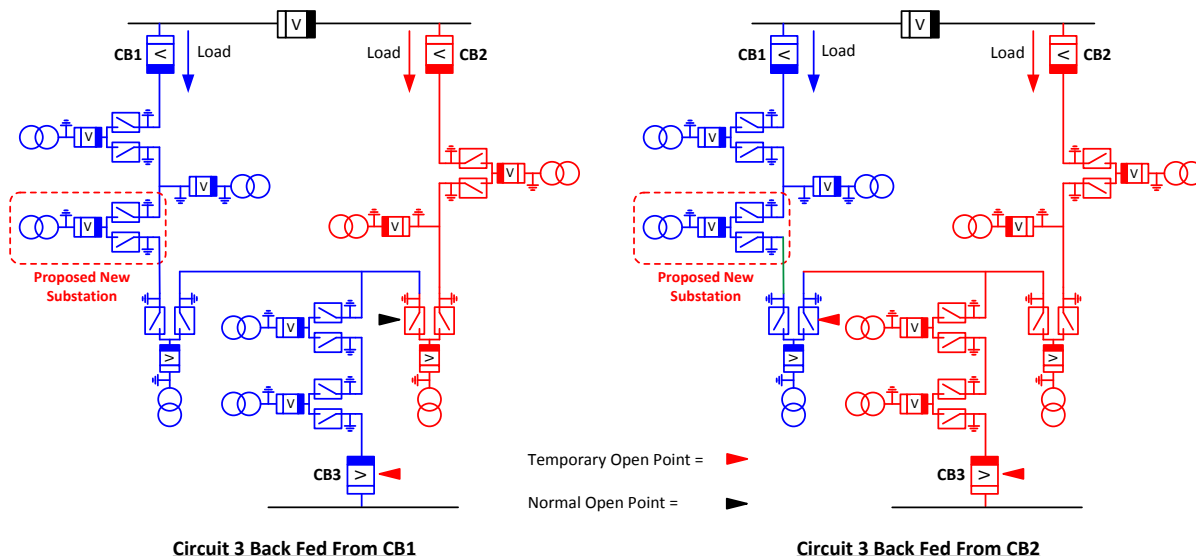 V
V
CB1
V
Load
Load
V
CB2
CB1
V
Load
Load
V
CB2
V
V
V
V
V
V
V
V
V
V
Proposed New
Substation
Proposed New
Substation
V
V
V
V
V
V
V
V
CB3
V
Temporary Open Point =
CB3
V
Normal Open Point =
Circuit 3 Back Fed From CB1
Circuit 3 Back Fed From CB2